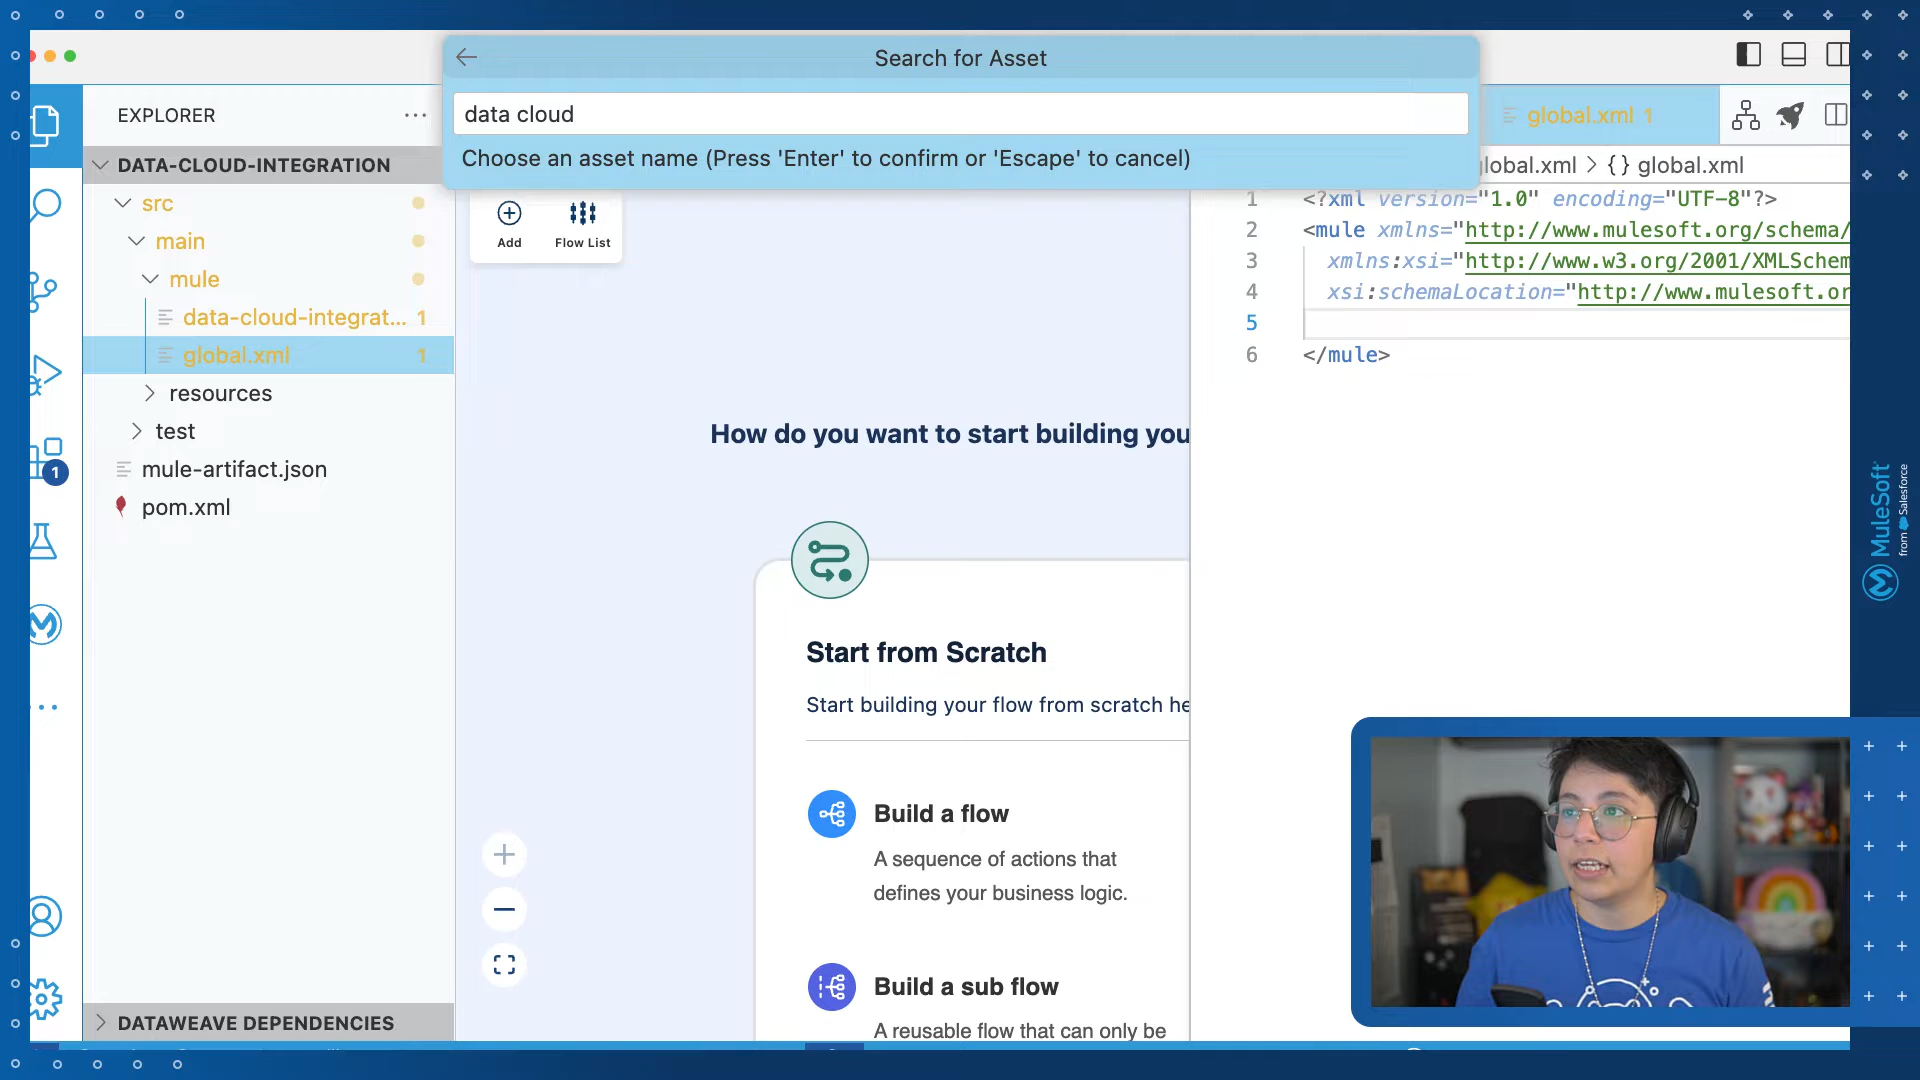 Search for Asset
data cloud
Choose an asset name (Press 'Enter' to confirm or 'Escape' to cancel)
EXPLORER
DATA-CLOUD-INTEGRATION
src
main
mule
data-cloud-integrat... 1
global.xml 1
resources
test
mule-artifact.json
pom.xml
1
DATAWEAVE DEPENDENCIES
Add
Flow List
How do you want to start building you
Start from Scratch
Start building your flow from scratch he
Build a flow
A sequence of actions that
defines your business logic.
Build a sub flow
A reusable flow that can only be
global.xml 1
global.xml > {} global.xml
1 <?xml version="1.0" encoding="UTF-8"?>
2 <mule xmlns="http://www.mulesoft.org/schema/
3 xmlns:xsi="http://www.w3.org/2001/XMLSchem
4 xsi:schemaLocation="http://www.mulesoft.or
5
6 </mule>
MuleSoft
from Salesforce